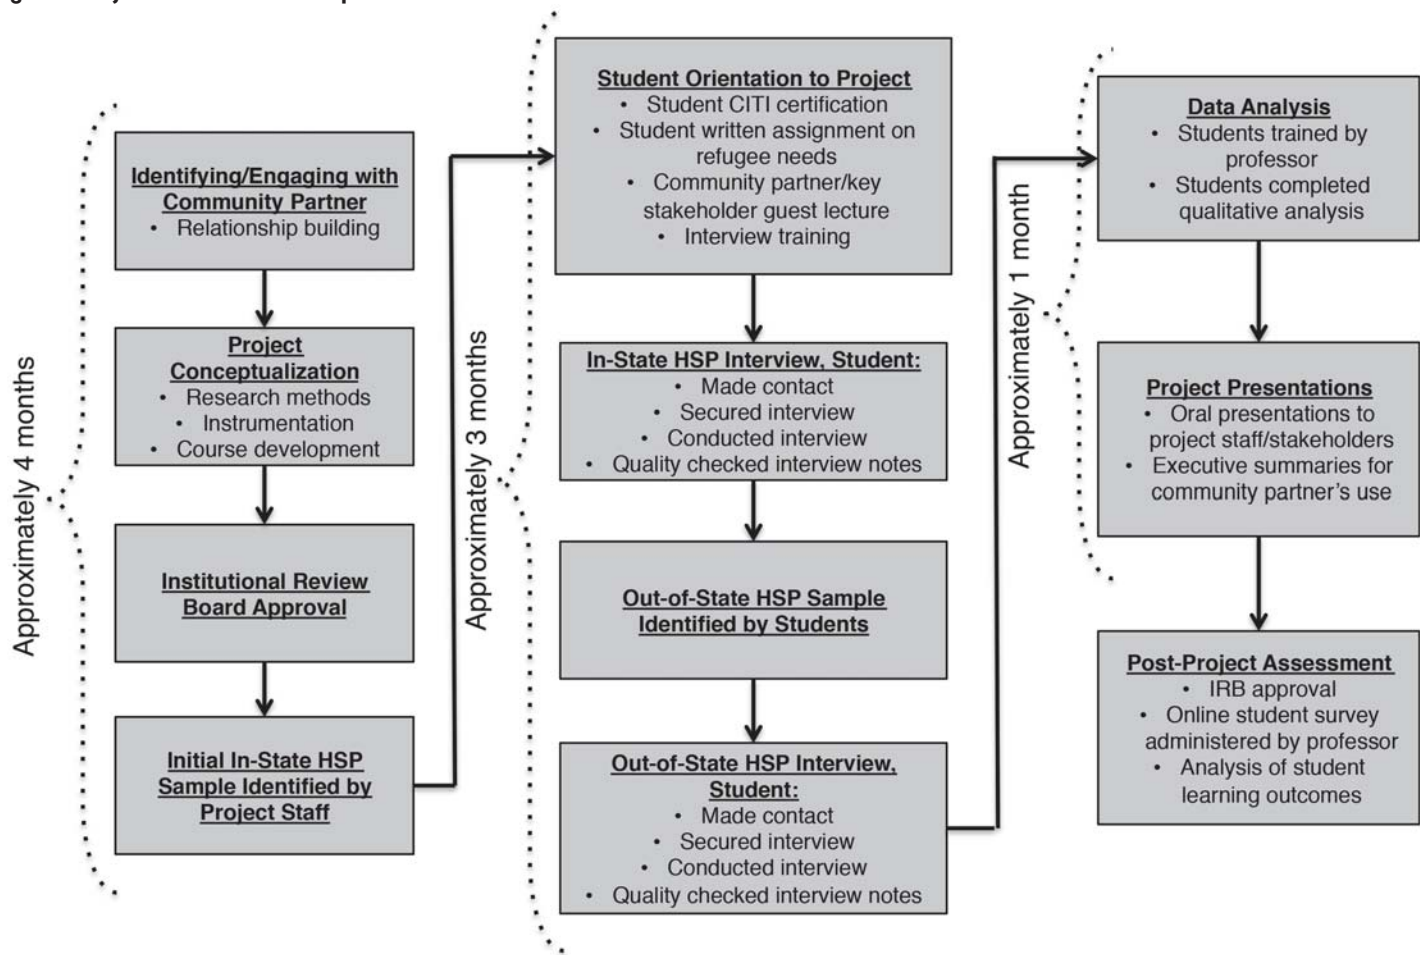 Approximately 4 months
Identifying/Engaging with
Community Partner
• Relationship building
Project
Conceptualization
• Research methods
• Instrumentation
• Course development
Institutional Review
Board Approval
Initial In-State HSP
Sample Identified by
Project Staff
Approximately 3 months
Student Orientation to Project
• Student CITI certification
• Student written assignment on
refugee needs
• Community partner/key
stakeholder guest lecture
• Interview training
In-State HSP Interview, Student:
• Made contact
• Secured interview
• Conducted interview
• Quality checked interview notes
Out-of-State HSP Sample
Identified by Students
Out-of-State HSP Interview,
Student:
• Made contact
• Secured interview
• Conducted interview
• Quality checked interview notes
Approximately 1 month
Data Analysis
• Students trained by
professor
• Students completed
qualitative analysis
Project Presentations
• Oral presentations to
project staff/stakeholders
• Executive summaries for
community partner's use
Post-Project Assessment
• IRB approval
• Online student survey
administered by professor
• Analysis of student
learning outcomes